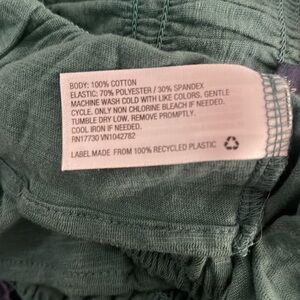 BODY: 100% COTTON
ELASTIC: 70% POLYESTER / 30% SPANDEX
MACHINE WASH COLD WITH LIKE COLORS, GENTLE
CYCLE. ONLY NON CHLORINE BLEACH IF NEEDED.
TUMBLE DRY LOW. REMOVE PROMPTLY.
COOL IRON IF NEEDED.
RN17730 VN1042782
LABEL MADE FROM 100% RECYCLED PLASTIC